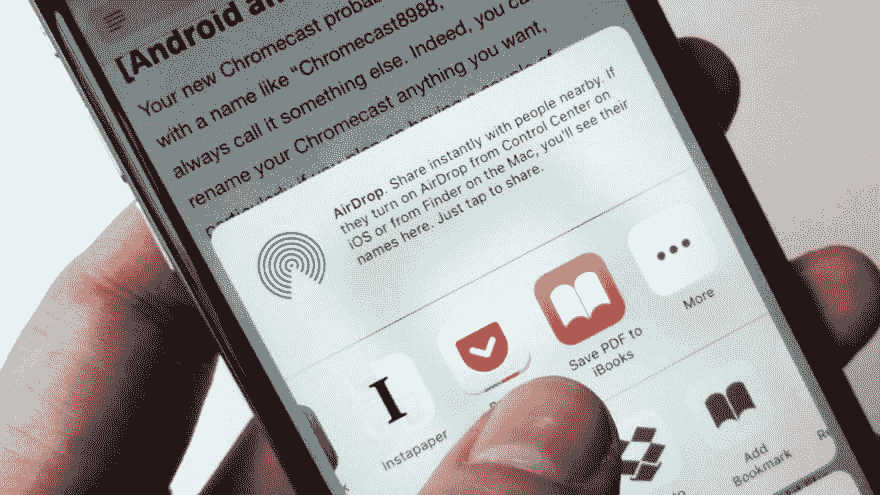 [Android an
Your new Chromecast probab
with a name like "Chromecast8988,
always call it something else. Indeed, you ca
rename your Chromecast anything you want,
AirDrop. Share instantly with people nearby. If
they turn on AirDrop from Control Center on
iOS or from Finder on the Mac, you'll see their
names here. Just tap to share.
Instapaper
Save PDF to
iBooks
More
Add
Bookmark